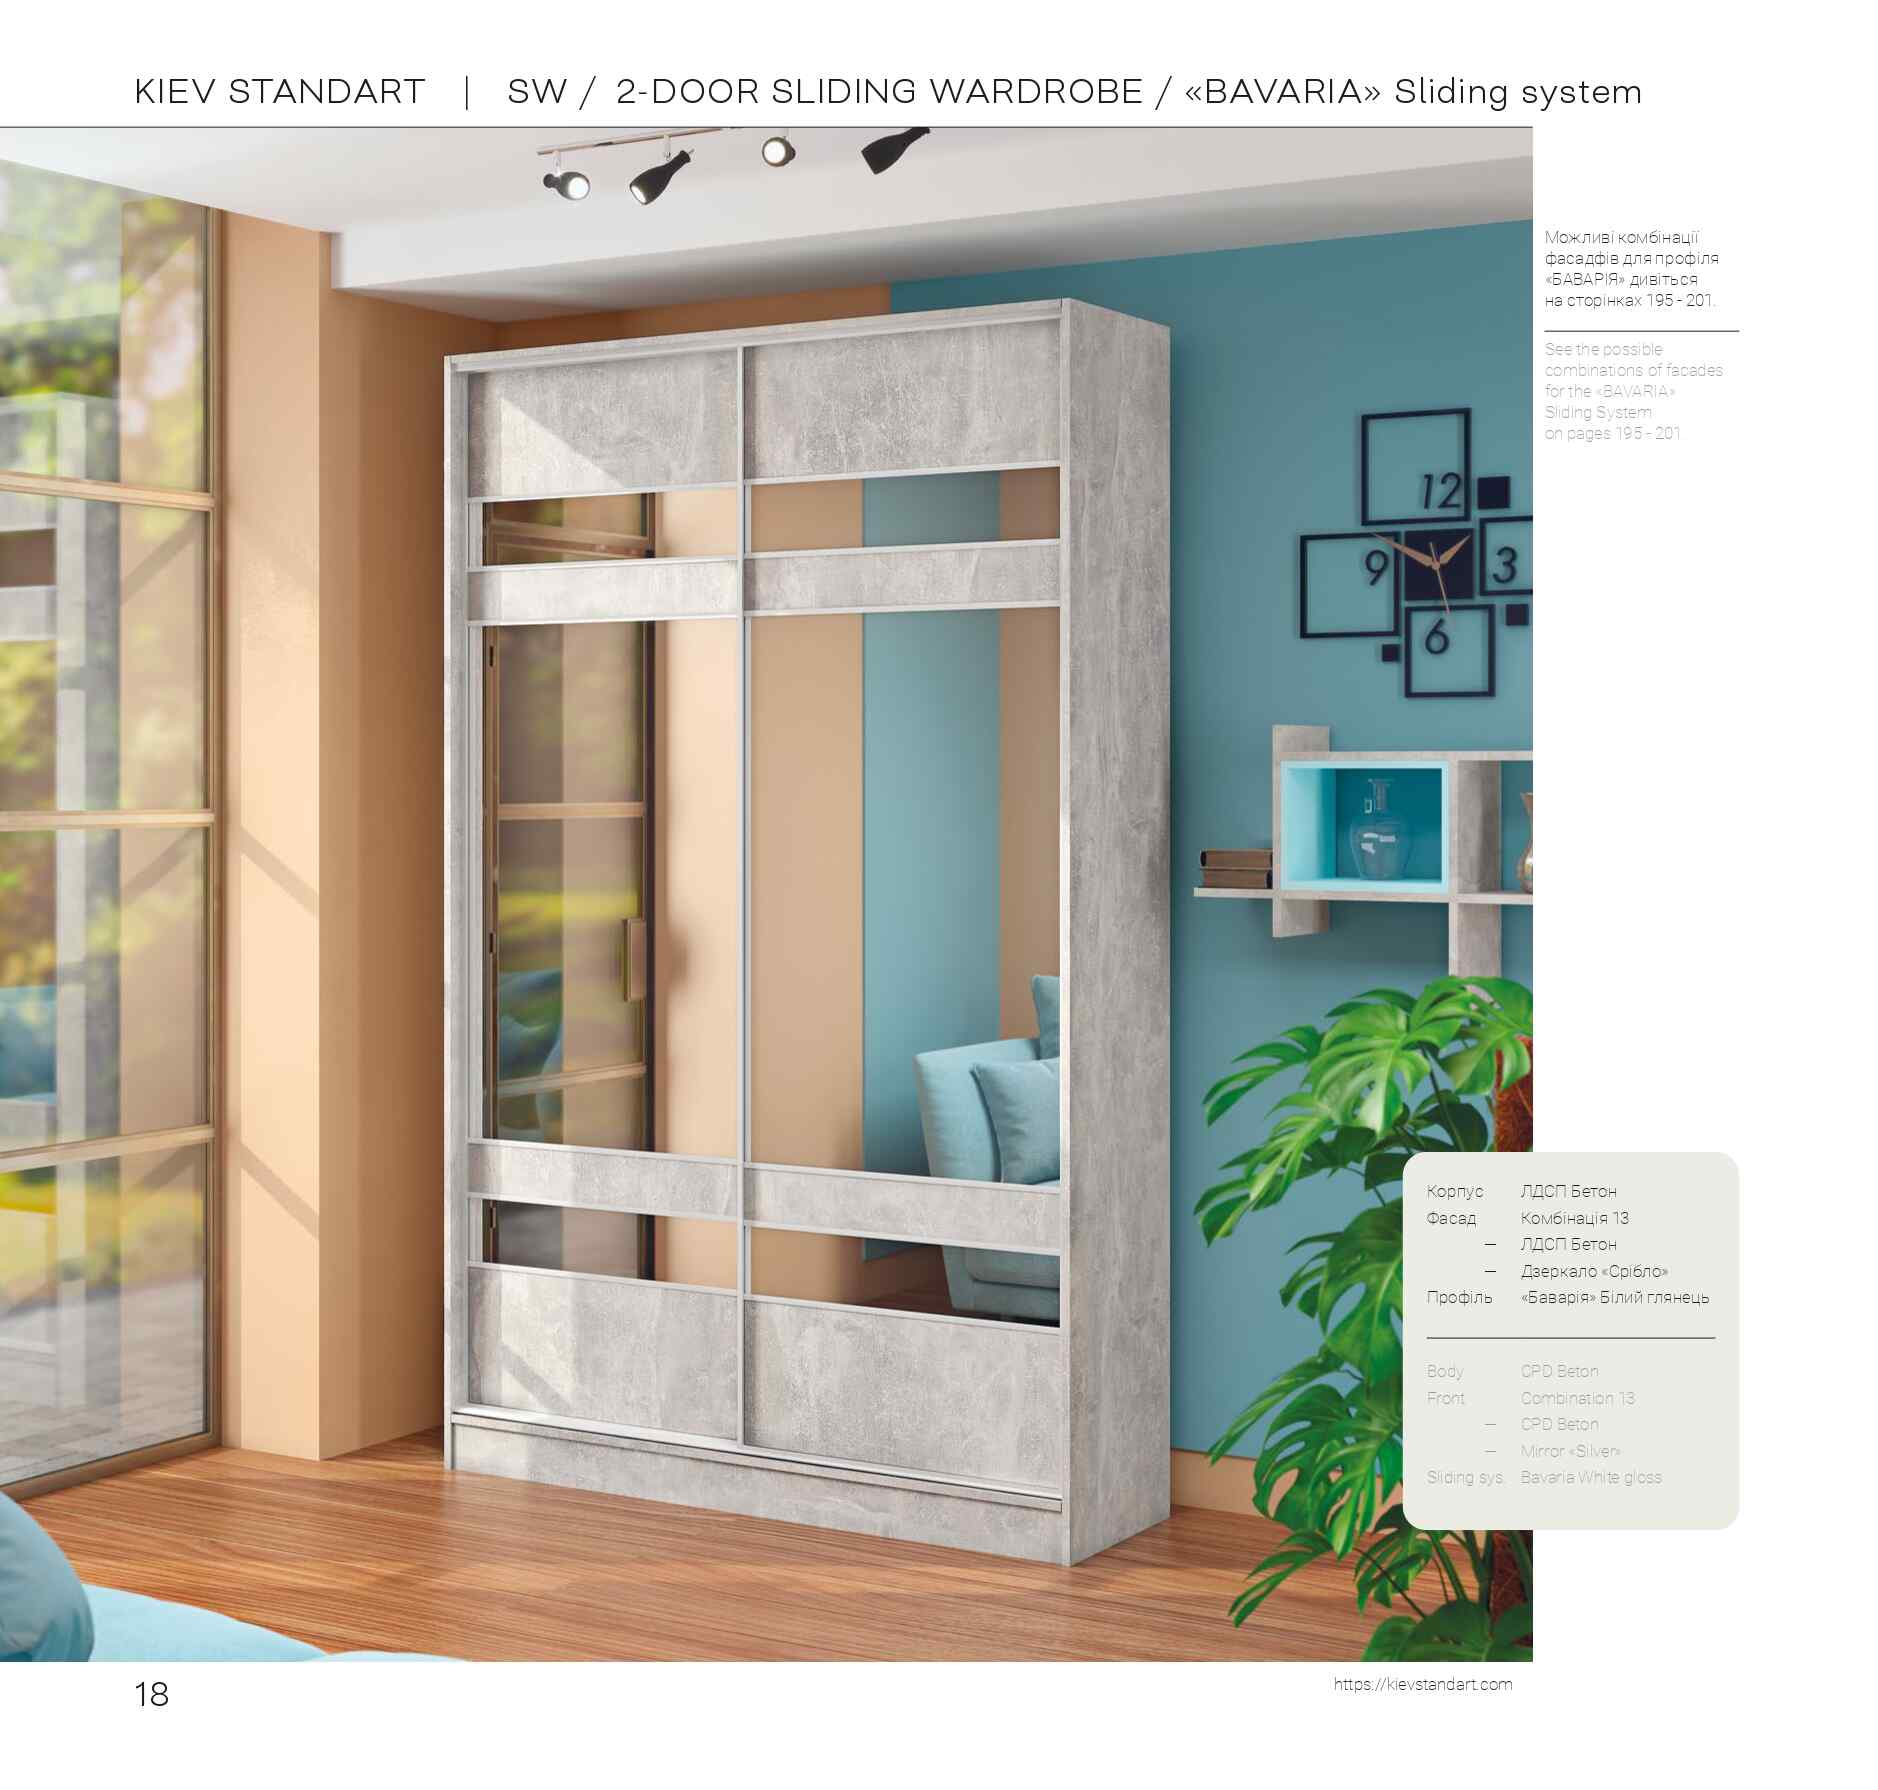 KIEV STANDART | SW / 2-DOOR SLIDING WARDROBE / «BAVARIA» Sliding system
Можливі комбінації
фасадфів для профіля
«БАВАРІЯ» дивіться
на сторінках 195 - 201.
See the possible
combinations of facades
for the «BAVARIA»
Sliding System
on pages 195 - 201.
12
9
3
6
Корпус ЛДСП Бетон
Фасад Комбінація 13
— ЛДСП Бетон
— Дзеркало «Срібло»
Профіль «Баварія» Білий глянець
Body CPD Beton
Front Combination 13
— CPD Beton
— Mirror «Silver»
Sliding sys. Bavaria White gloss
18
https://kievstandart.com